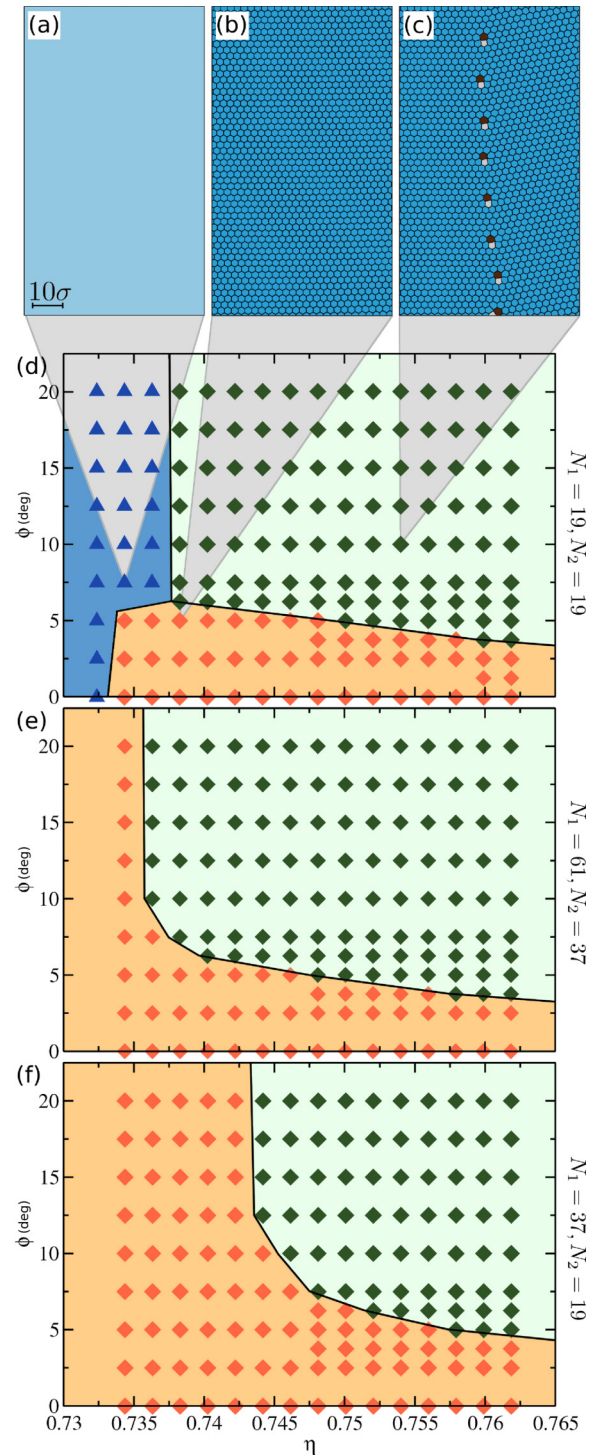 (a)
(b)
(c)
10σ
(d)
20
15
10
5
0
ϕ(deg)
N₁ = 19, N₂ = 19
(e)
20
15
10
5
0
ϕ(deg)
N₁ = 61, N₂ = 37
(f)
20
15
10
5
0
ϕ(deg)
N₁ = 37, N₂ = 19
0.73 0.735 0.74 0.745 0.75 0.755 0.76 0.765
η